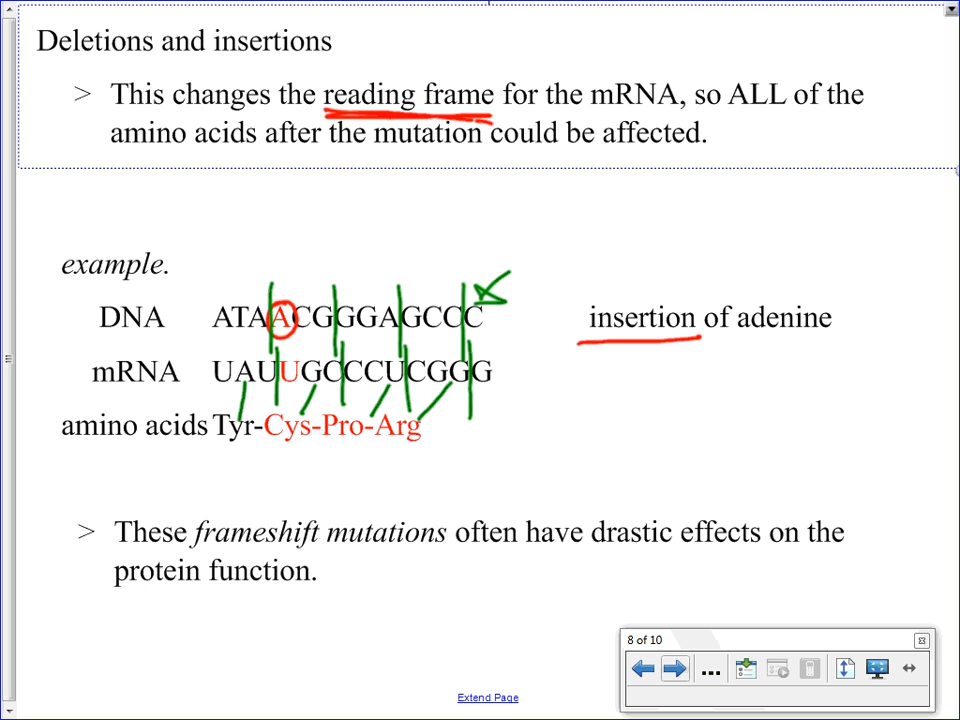 Deletions and insertions
> This changes the reading frame for the mRNA, so ALL of the
amino acids after the mutation could be affected.
example.
DNA ATAACGGGAGCCC insertion of adenine
mRNA UAUUGCCCUCGGG
amino acids Tyr-Cys-Pro-Arg
> These frameshift mutations often have drastic effects on the
protein function.
8 of 10
Extend Page